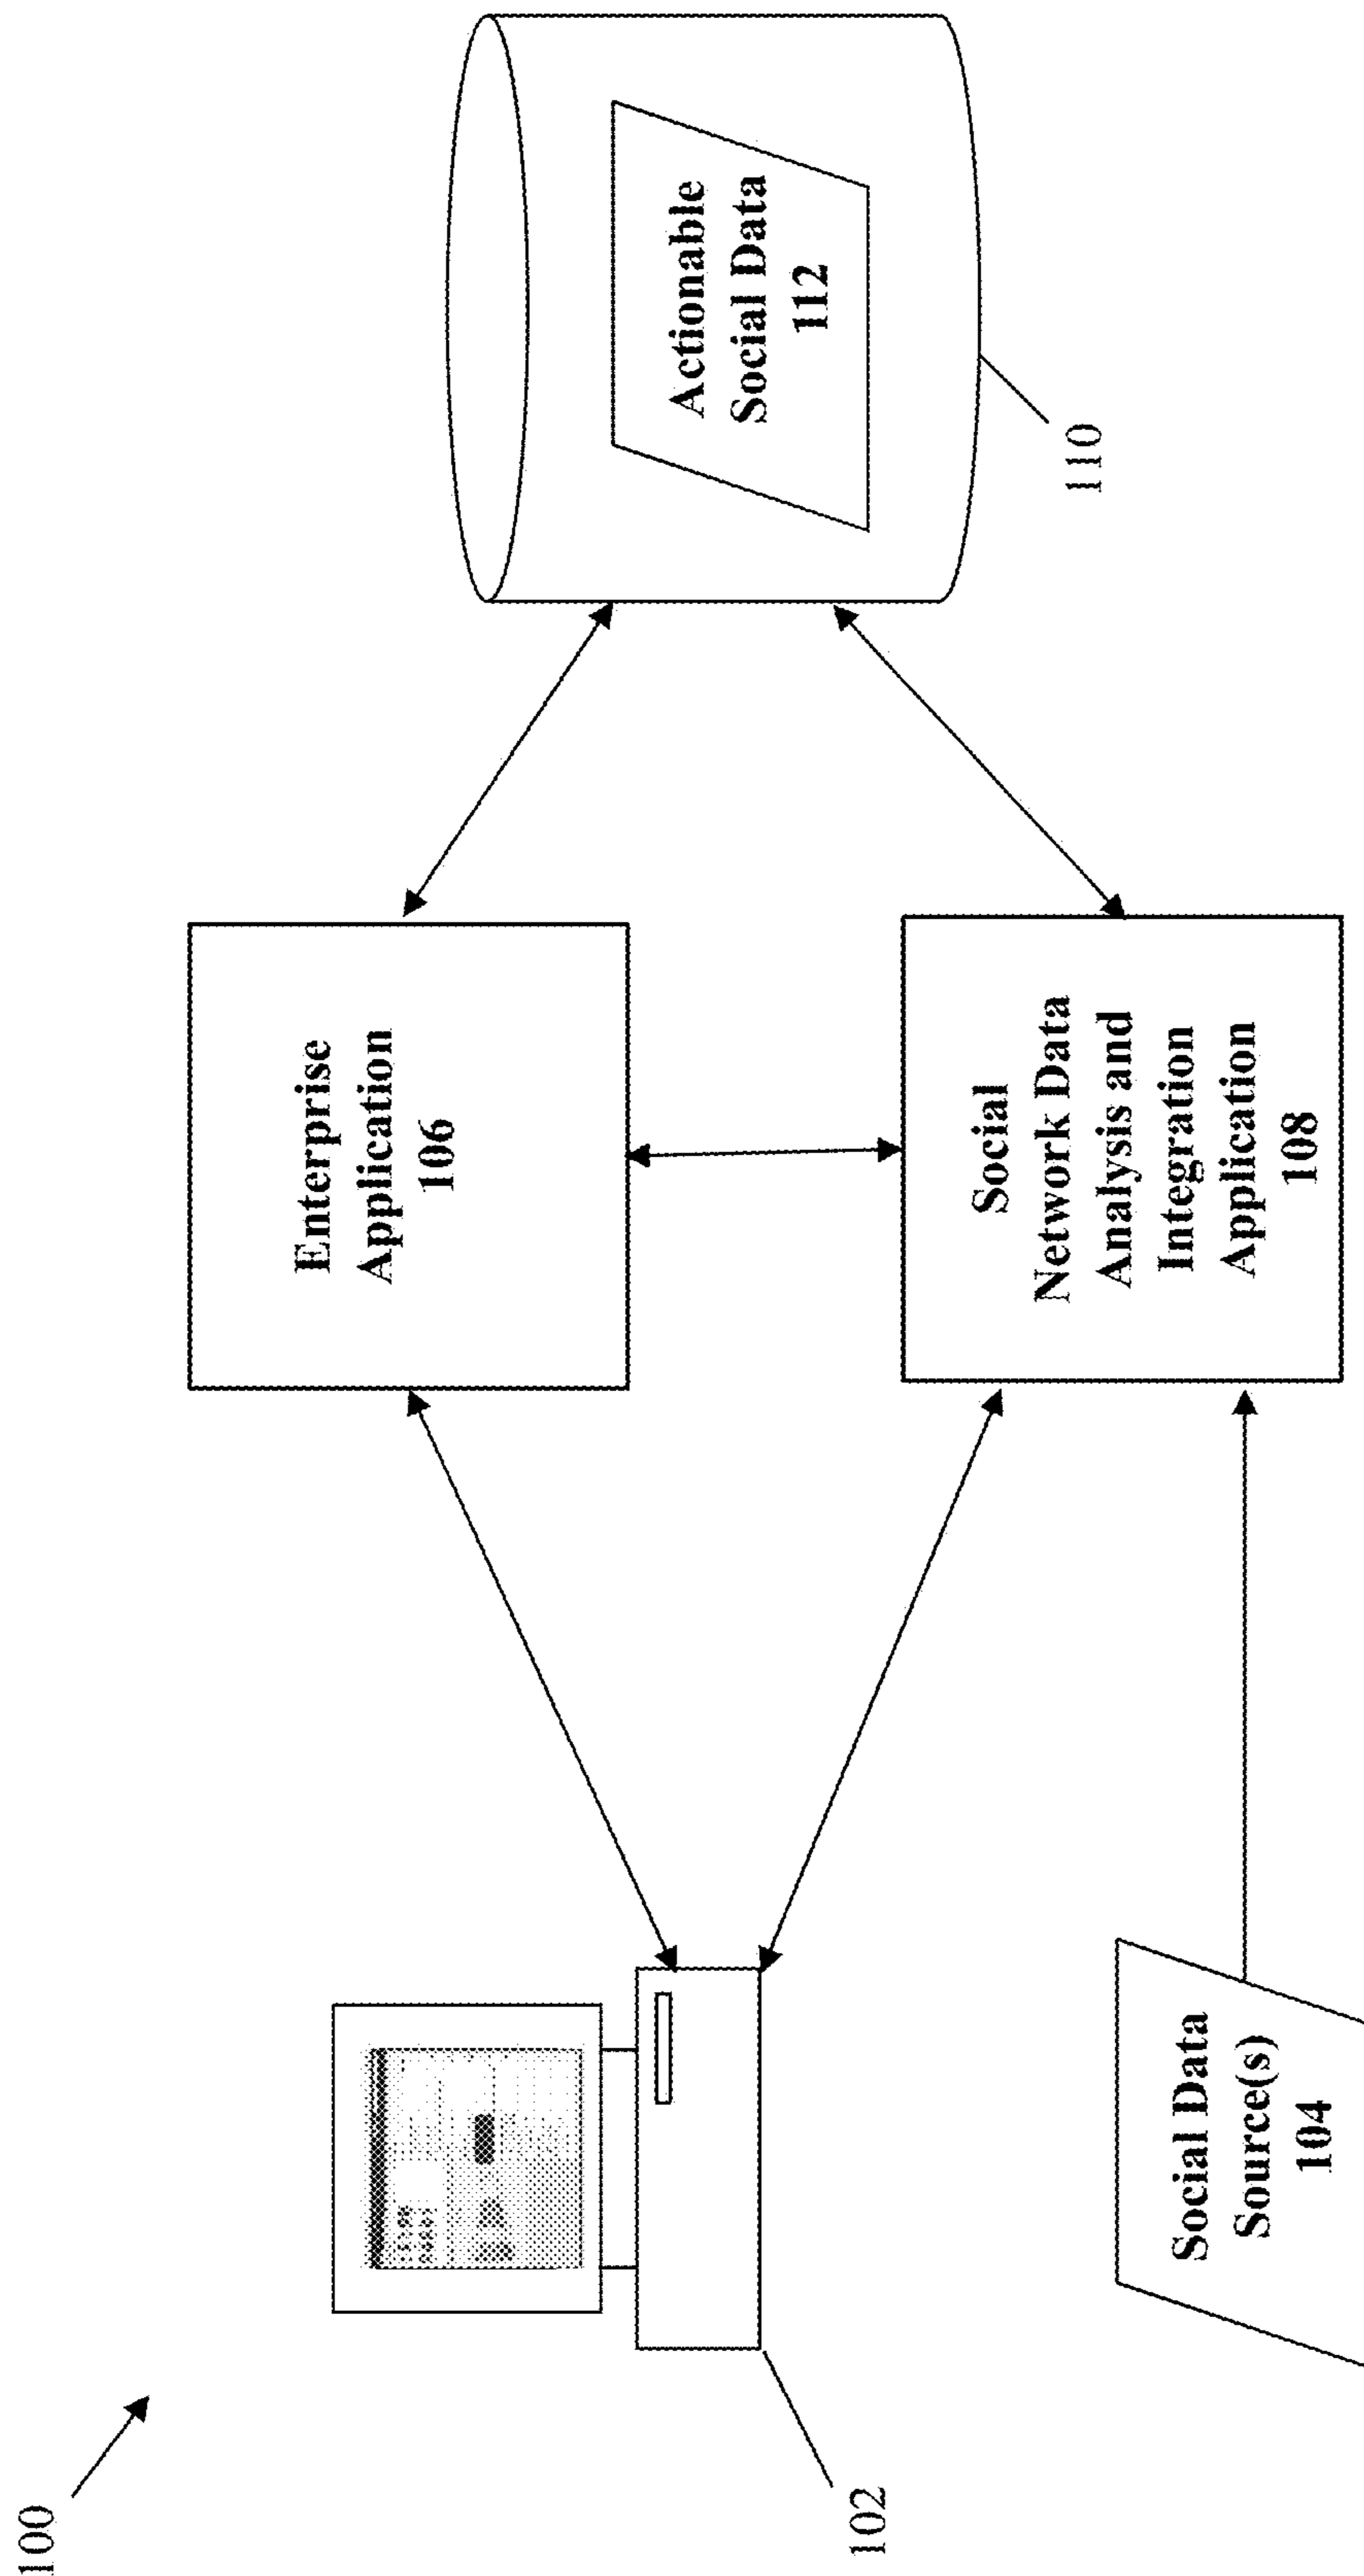 100
Enterprise
Application
106
Actionable
Social Data
112
110
102
Social
Network Data
Analysis and
Integration
Application
108
Social Data
Source(s)
104